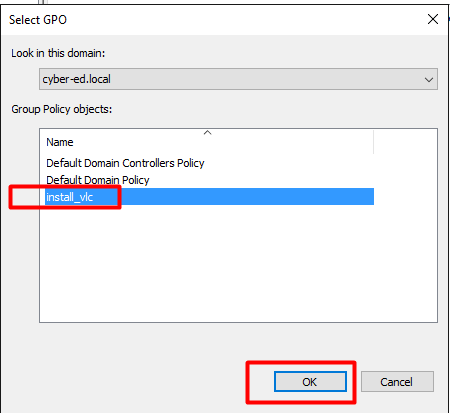 Select GPO
Look in this domain:
cyber-ed.local
Group Policy objects:
Name
Default Domain Controllers Policy
Default Domain Policy
install_vlc
OK Cancel